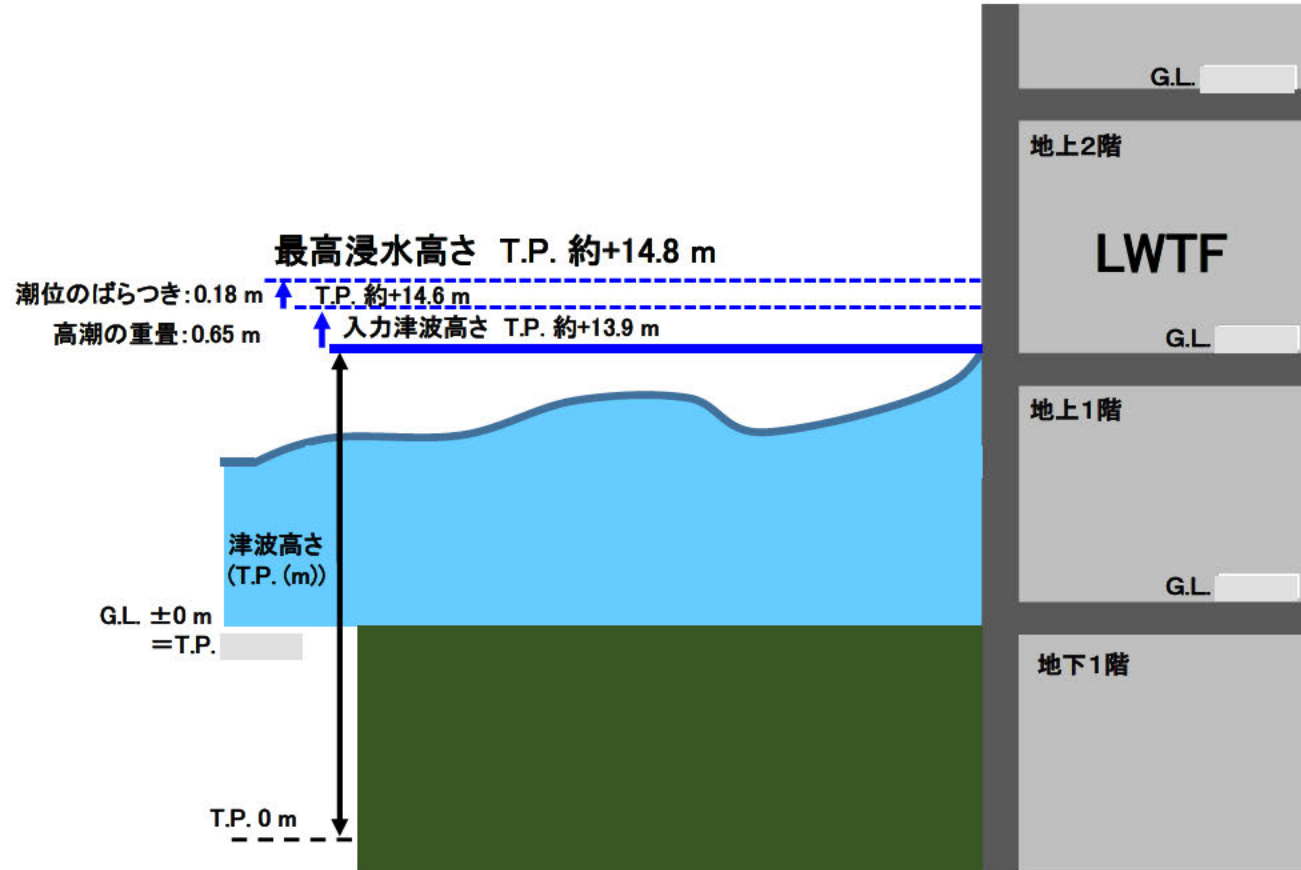 G.L.
地上2階
LWTF
最高浸水高さ T.P. 約+14.8 m
潮位のばらつき:0.18 m
T.P. 約+14.6 m
高潮の重畳:0.65 m
入力津波高さ T.P. 約+13.9 m
G.L.
地上1階
津波高さ
(T.P. (m))
G.L.
G.L. ±0 m
=T.P.
地下1階
T.P. 0 m